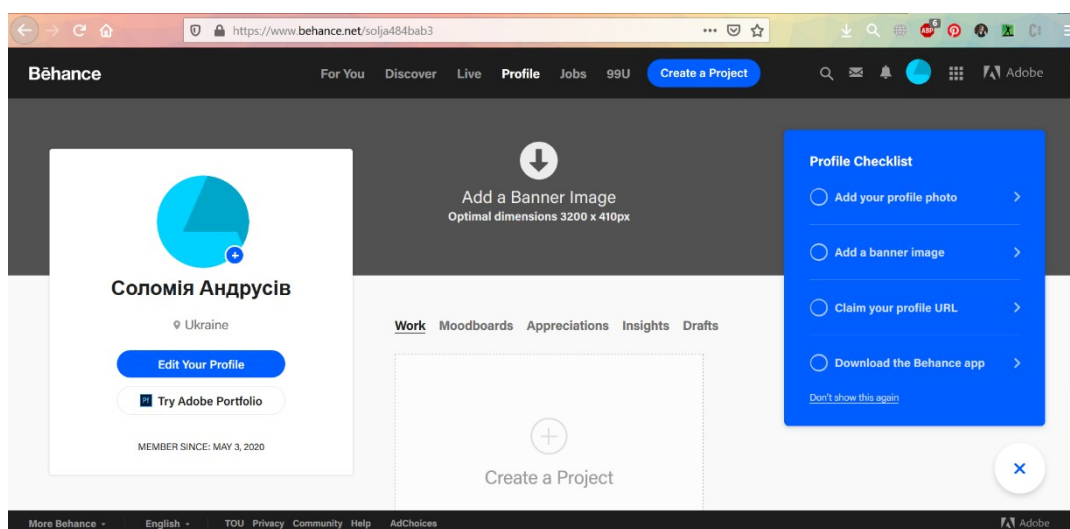 https://www.behance.net/solja484bab3
6
ABP
Bēhance
For You Discover Live Profile Jobs 99U Create a Project
Adobe
Add a Banner Image
Optimal dimensions 3200 x 410px
Соломія Андрусів
Ukraine
Edit Your Profile
Pf Try Adobe Portfolio
MEMBER SINCE: MAY 3, 2020
Work Moodboards Appreciations Insights Drafts
Create a Project
Profile Checklist
Add your profile photo
Add a banner image
Claim your profile URL
Download the Behance app
Don't show this again
More Behance English TOU Privacy Community Help AdChoices
Adobe